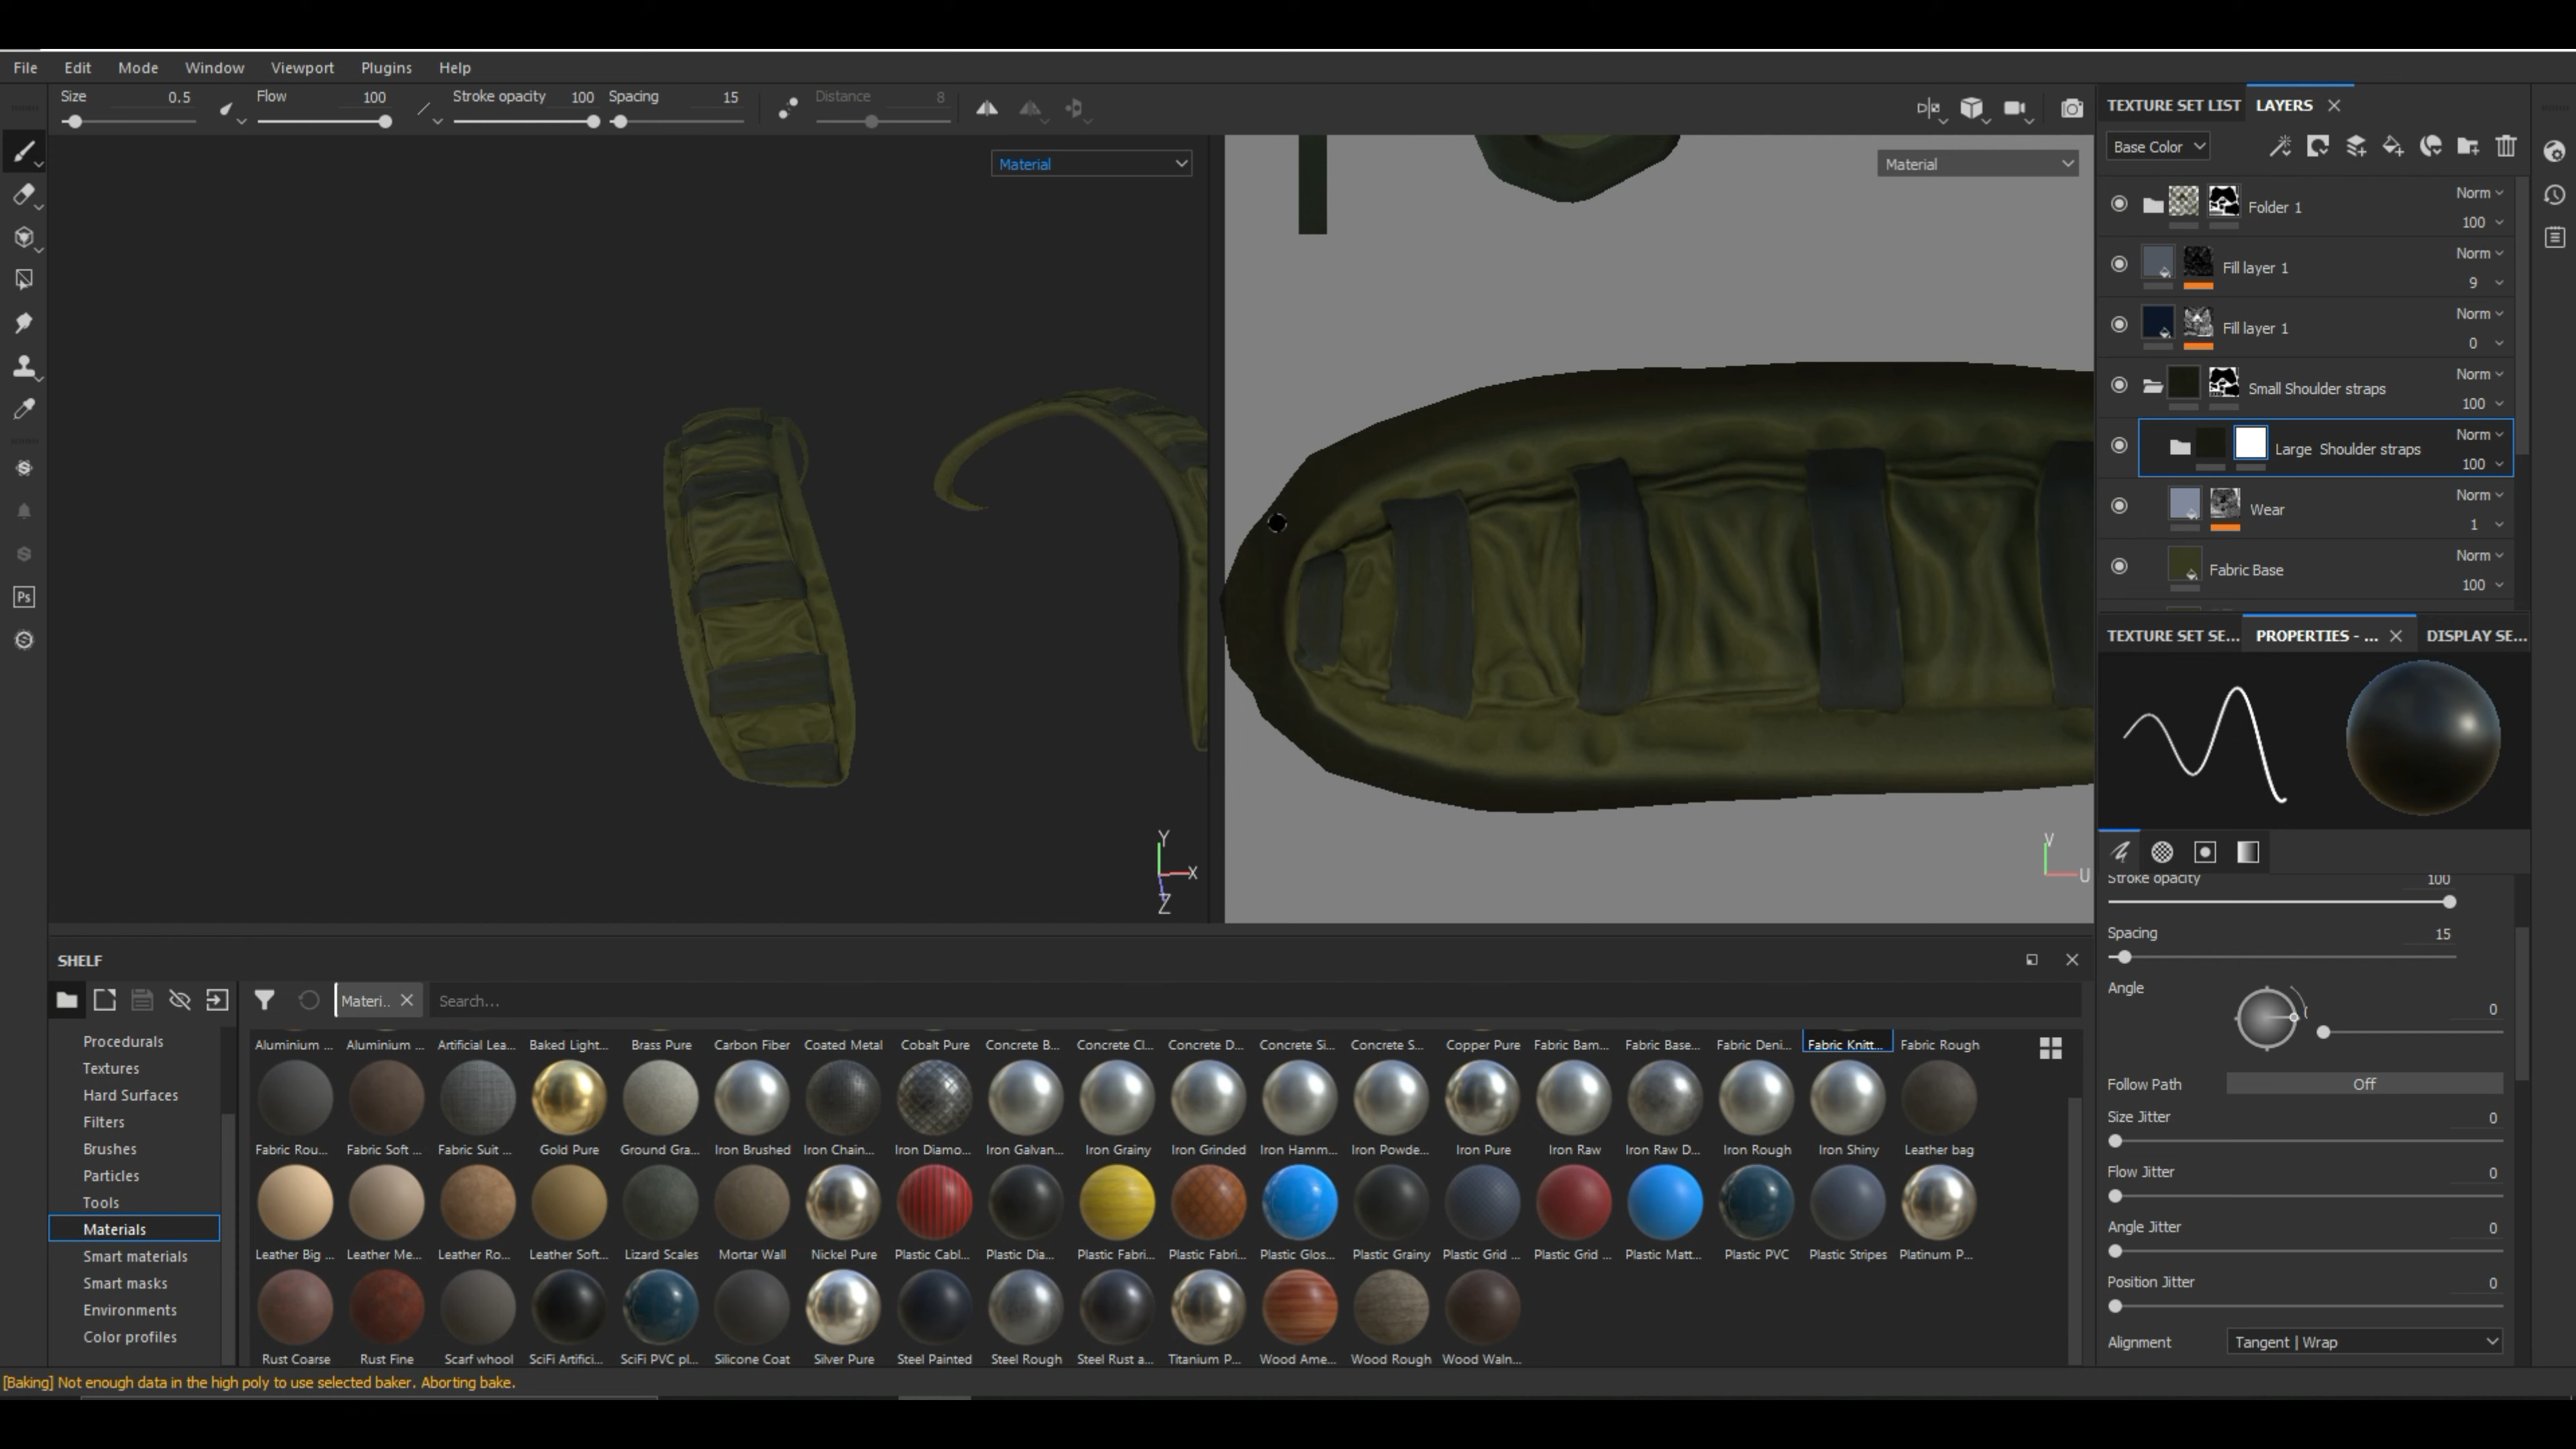 File Edit Mode Window Viewport Plugins Help
Size 0.5 Flow 100 Stroke opacity 100 Spacing 15 Distance 8
Material
Material
TEXTURE SET LIST LAYERS
Base Color
Folder 1 Norm 100
Fill layer 1 Norm 9
Fill layer 1 Norm 0
Small Shoulder straps Norm 100
Large Shoulder straps Norm 100
Wear Norm 1
Fabric Base Norm 100
TEXTURE SET SE... PROPERTIES - ... DISPLAY SE...
Y
X
Z
V
U
Stroke opacity 100
Spacing 15
Angle 0
Follow Path Off
Size Jitter 0
Flow Jitter 0
Angle Jitter 0
Position Jitter 0
Alignment Tangent | Wrap
Ps
SHELF
Materi.. Search...
Procedurals
Textures
Hard Surfaces
Filters
Brushes
Particles
Tools
Materials
Smart materials
Smart masks
Environments
Color profiles
Aluminium ... Aluminium ... Artificial Lea... Baked Light... Brass Pure Carbon Fiber Coated Metal Cobalt Pure Concrete B... Concrete Cl... Concrete D... Concrete Si... Concrete S... Copper Pure Fabric Bam... Fabric Base... Fabric Deni... Fabric Knitt... Fabric Rough
Fabric Rou... Fabric Soft ... Fabric Suit ... Gold Pure Ground Gra... Iron Brushed Iron Chain... Iron Diamo... Iron Galvan... Iron Grainy Iron Grinded Iron Hamm... Iron Powde... Iron Pure Iron Raw Iron Raw D... Iron Rough Iron Shiny Leather bag
Leather Big ... Leather Me... Leather Ro... Leather Soft... Lizard Scales Mortar Wall Nickel Pure Plastic Cabl... Plastic Dia... Plastic Fabri... Plastic Fabri... Plastic Glos... Plastic Grainy Plastic Grid ... Plastic Grid ... Plastic Matt... Plastic PVC Plastic Stripes Platinum P...
Rust Coarse Rust Fine Scarf whool SciFi Artifici... SciFi PVC pl... Silicone Coat Silver Pure Steel Painted Steel Rough Steel Rust a... Titanium P... Wood Ame... Wood Rough Wood Waln...
[Baking] Not enough data in the high poly to use selected baker. Aborting bake.